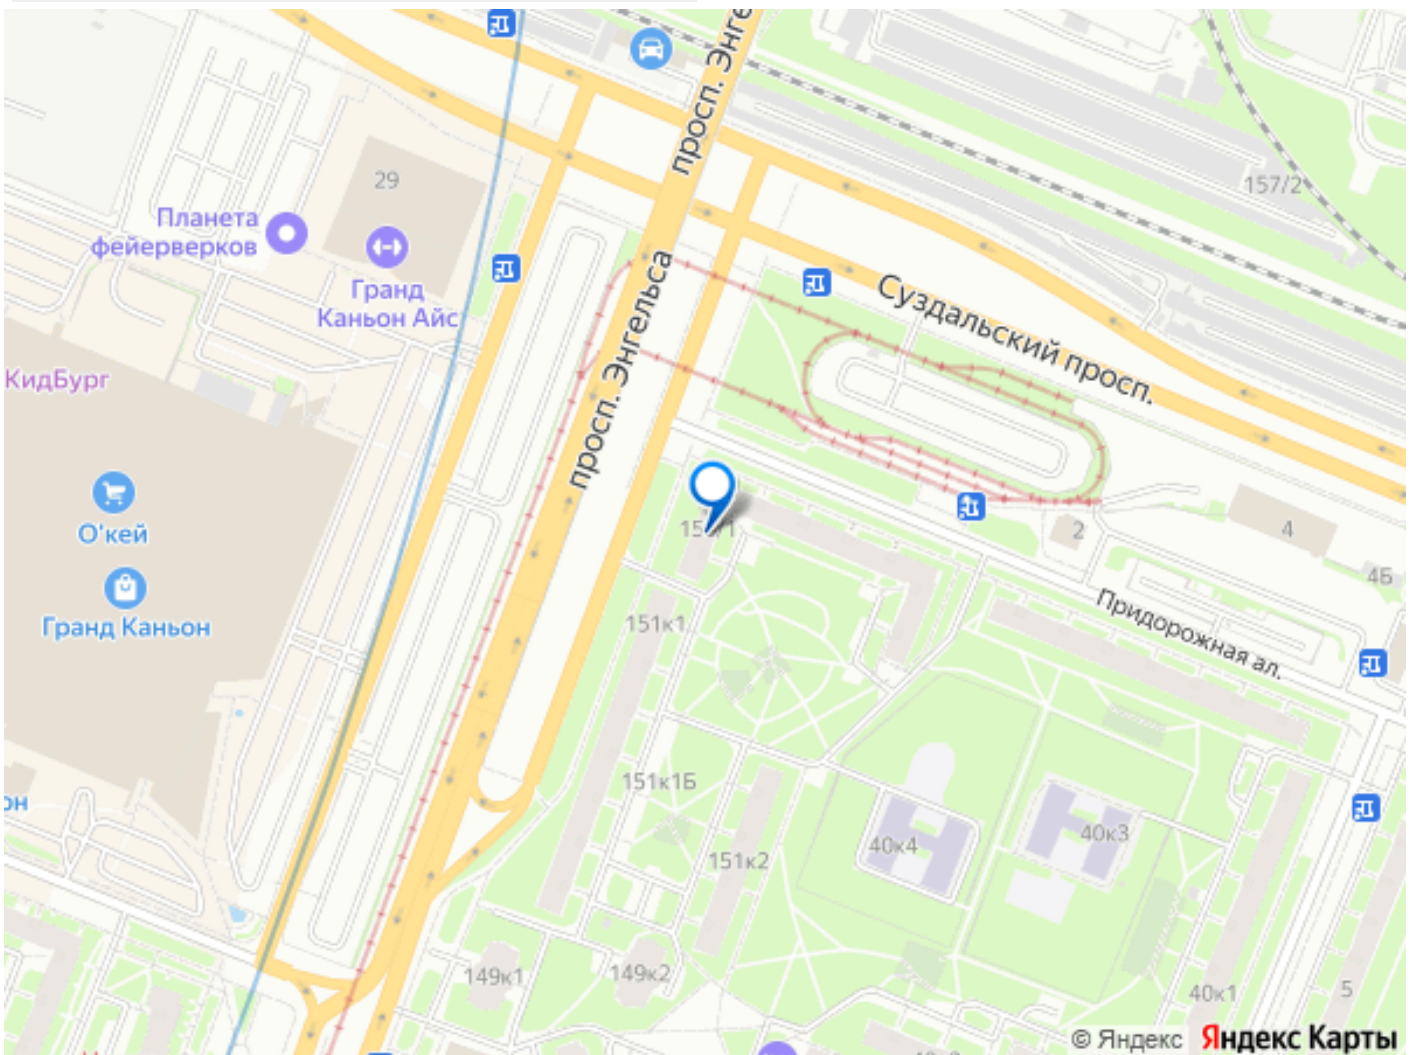 просп. Энге
157/2
29
Планета
фейерверков
Гранд
Каньон Айс
Суздальский просп.
просп. Энгельса
КидБург
О'кей
2
4
4Б
Гранд Каньон
151к1
Придорожная ал.
151к1Б
он
151к2
40к4
40к3
149к1
149к2
40к1
5
© Яндекс Яндекс Карты